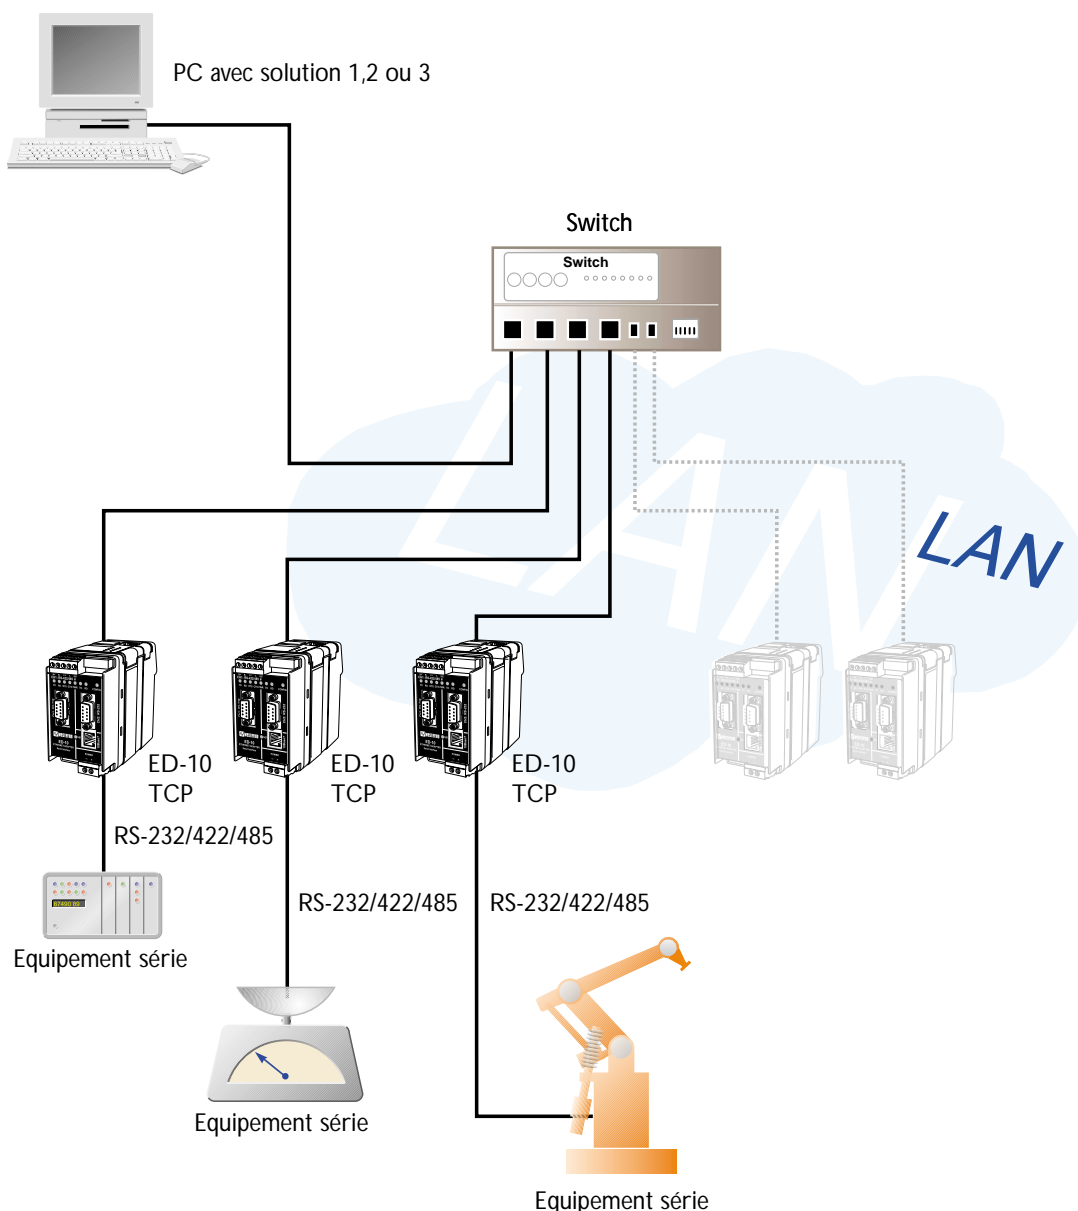 PC avec solution 1,2 ou 3
Switch
Switch
LAN
LAN
ED-10
TCP
ED-10
TCP
ED-10
TCP
RS-232/422/485
RS-232/422/485
RS-232/422/485
67490 89
Equipement série
Equipement série
Equipement série